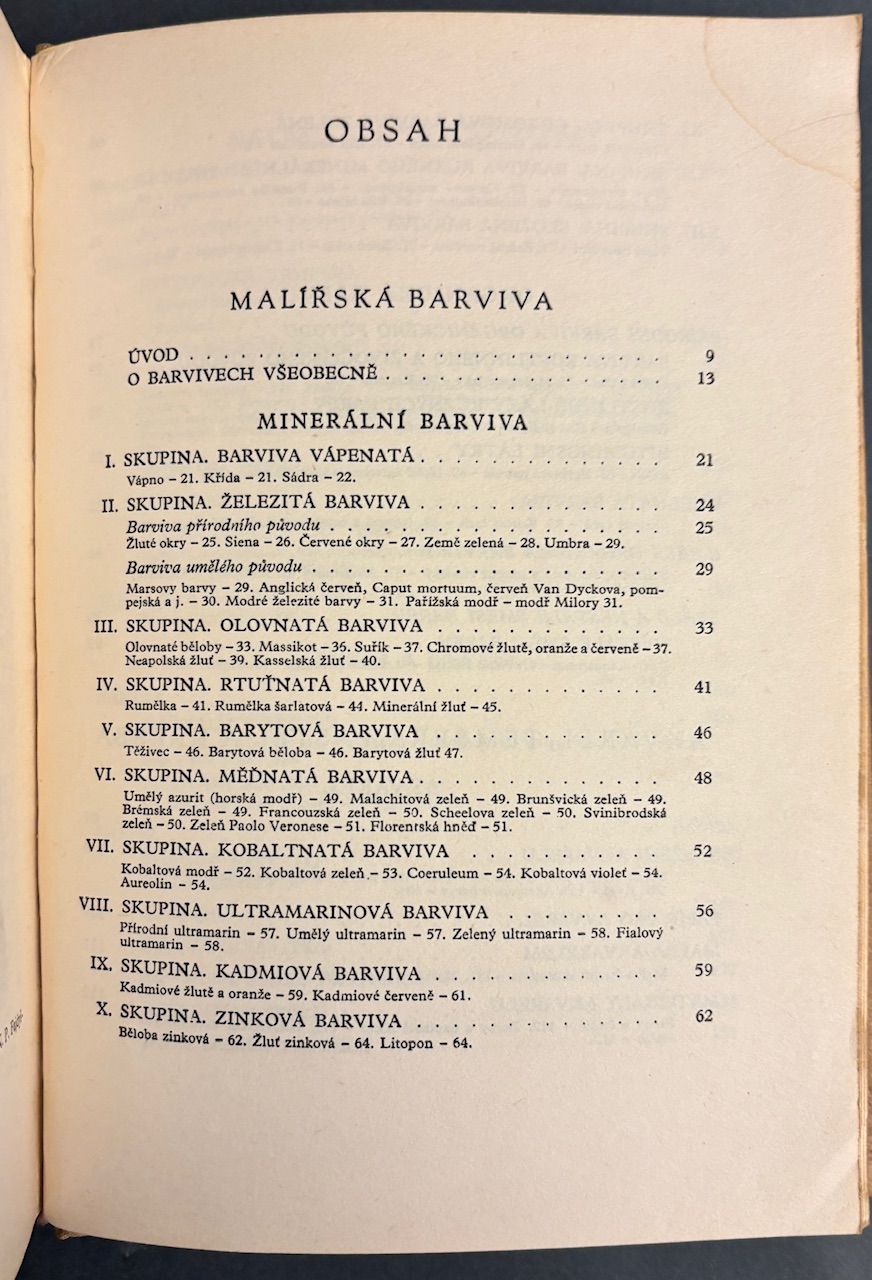 OBSAH
MALÍŘSKÁ BARVIVA
ÚVOD . . . . . . . . . . . . . . . . . . . . . . . . . . . . 9
O BARVIVECH VŠEOBECNĚ . . . . . . . . . . . . . . . . . 13
MINERÁLNÍ BARVIVA
I. SKUPINA. BARVIVA VÁPENATÁ . . . . . . . . . . . . . . 21
Vápno – 21. Křída – 21. Sádra – 22.
II. SKUPINA. ŽELEZITÁ BARVIVA . . . . . . . . . . . . . . 24
Barviva přírodního původu . . . . . . . . . . . . . . . . . . 25
Žluté okry – 25. Siena – 26. Červené okry – 27. Země zelená – 28. Umbra – 29.
Barviva umělého původu . . . . . . . . . . . . . . . . . . . 29
Marsovy barvy – 29. Anglická červeň, Caput mortuum, červeň Van Dyckova, pom-
pejská a j. – 30. Modré železité barvy – 31. Pařížská modř – modř Milory 31.
III. SKUPINA. OLOVNATÁ BARVIVA . . . . . . . . . . . . . 33
Olovnaté běloby – 33. Massikot – 36. Suřík – 37. Chromové žlutě, oranže a červeně – 37.
Neapolská žluť – 39. Kasselská žluť – 40.
IV. SKUPINA. RTUŤNATÁ BARVIVA . . . . . . . . . . . . . 41
Rumělka – 41. Rumělka šarlatová – 44. Minerální žluť – 45.
V. SKUPINA. BARYTOVÁ BARVIVA . . . . . . . . . . . . . 46
Těživec – 46. Barytová běloba – 46. Barytová žluť 47.
VI. SKUPINA. MĚĎNATÁ BARVIVA . . . . . . . . . . . . . . 48
Umělý azurit (horská modř) – 49. Malachitová zeleň – 49. Brunšvická zeleň – 49.
Brémská zeleň – 49. Francouzská zeleň – 50. Scheelova zeleň – 50. Svinibrodská
zeleň – 50. Zeleň Paolo Veronese – 51. Florentská hněď – 51.
VII. SKUPINA. KOBALTNATÁ BARVIVA . . . . . . . . . . . 52
Kobaltová modř – 52. Kobaltová zeleň – 53. Coeruleum – 54. Kobaltová violeť – 54.
Aureolin – 54.
VIII. SKUPINA. ULTRAMARINOVÁ BARVIVA . . . . . . . . . 56
Přírodní ultramarin – 57. Umělý ultramarin – 57. Zelený ultramarin – 58. Fialový
ultramarin – 58.
IX. SKUPINA. KADMIOVÁ BARVIVA . . . . . . . . . . . . . 59
Kadmiové žlutě a oranže – 59. Kadmiové červeně – 61.
X. SKUPINA. ZINKOVÁ BARVIVA . . . . . . . . . . . . . . 62
Běloba zinková – 62. Žluť zinková – 64. Litopon – 64.